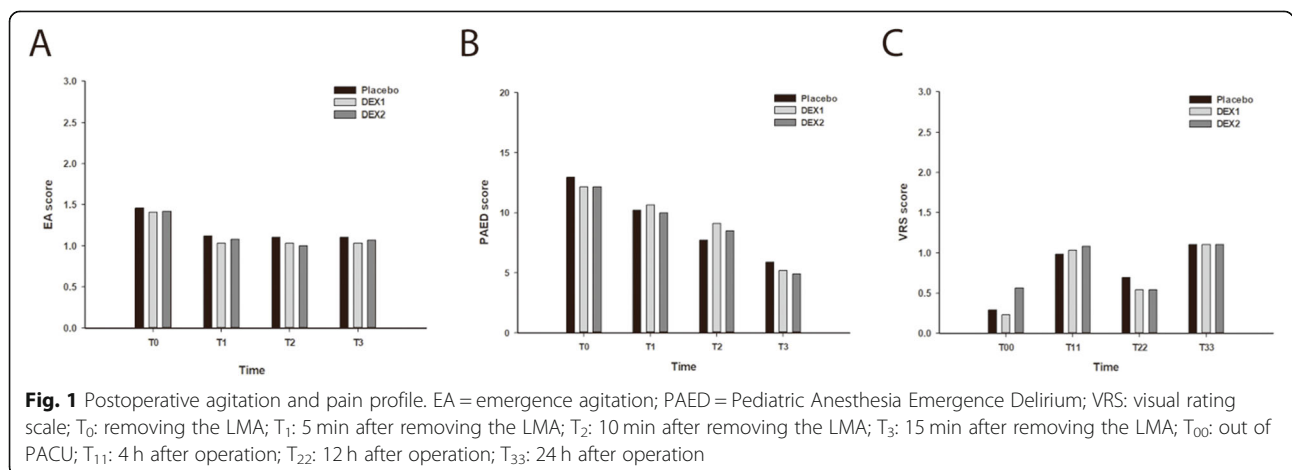 A
B
C
3.0
2.5
2.0
1.5
1.0
0.5
0.0
EA score
Placebo
DEX1
DEX2
T0
T1
T2
T3
Time
20
15
10
5
0
PAED score
Placebo
DEX1
DEX2
T0
T1
T2
T3
Time
3.0
2.5
2.0
1.5
1.0
0.5
0.0
VRS score
Placebo
DEX1
DEX2
T00
T11
T22
T33
Time
Fig. 1 Postoperative agitation and pain profile. EA = emergence agitation; PAED = Pediatric Anesthesia Emergence Delirium; VRS: visual rating
scale; T₀: removing the LMA; T₁: 5 min after removing the LMA; T₂: 10 min after removing the LMA; T₃: 15 min after removing the LMA; T₀₀: out of
PACU; T₁₁: 4 h after operation; T₂₂: 12 h after operation; T₃₃: 24 h after operation